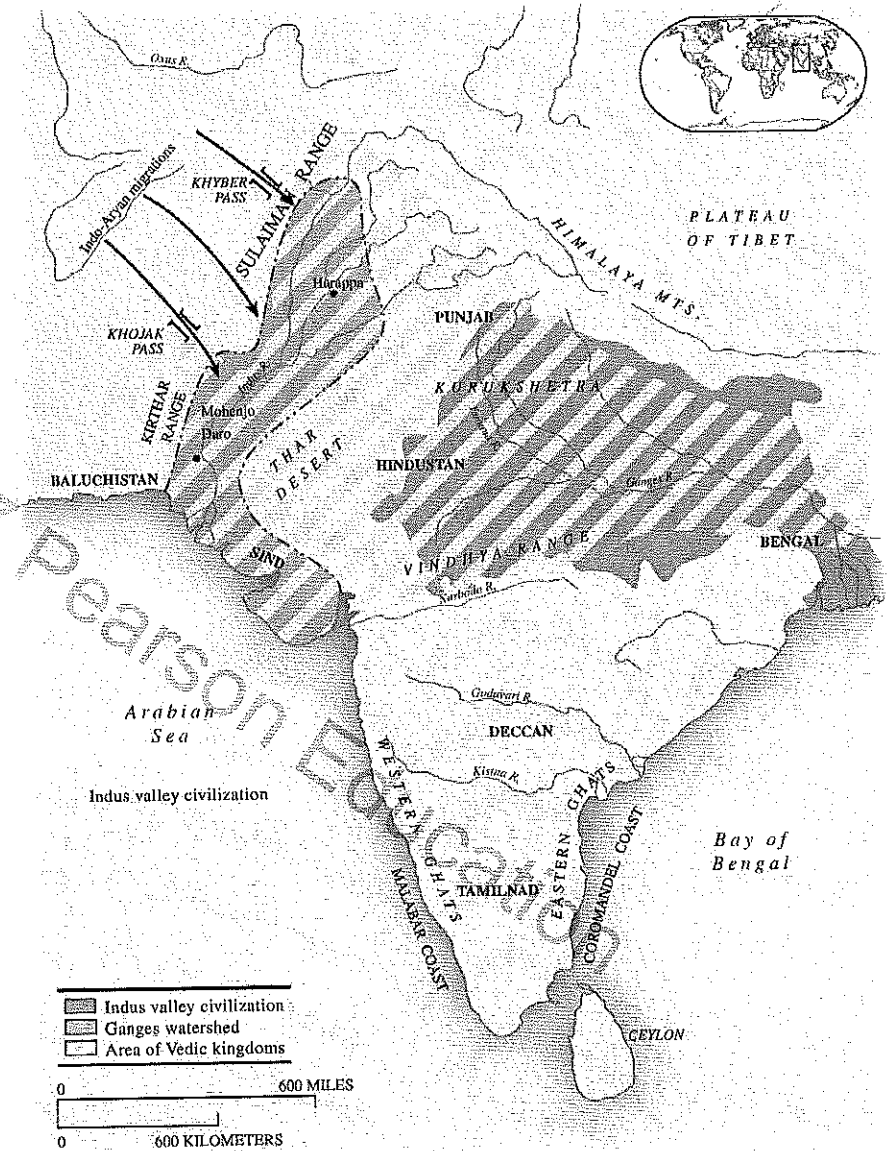 Oxus R.
Indo-Aryan migrations
KHYBER
PASS
SULAIMAN RANGE
HIMALAYA MTS.
PLATEAU
OF TIBET
Harappa
PUNJAB
KHOJAK
PASS
KURUKSHETRA
KIRTHAR
RANGE
Indus R.
Mohenjo
Daro
THAR
DESERT
HINDUSTAN
Ganges R.
BALUCHISTAN
SIND
VINDHYA RANGE
BENGAL
Narbada R.
Pearson Education
Arabian
Sea
Godavari R.
DECCAN
Kistna R.
Indus valley civilization
WESTERN GHATS
EASTERN GHATS
Bay of
Bengal
TAMILNAD
MALABAR COAST
COROMANDEL COAST
CEYLON
Indus valley civilization
Ganges watershed
Area of Vedic kingdoms
0 600 MILES
0 600 KILOMETERS